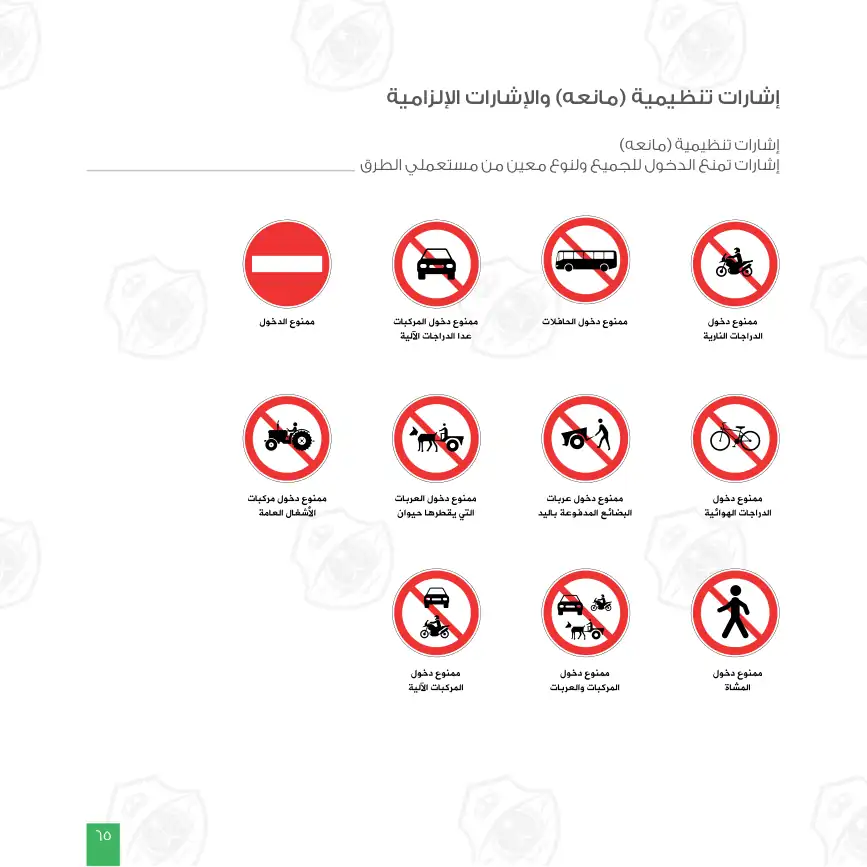 إشارات تنظيمية (مانعه) والإشارات الإلزامية
إشارات تنظيمية (مانعه)
إشارات تمنع الدخول للجميع ولنوع معين من مستعملي الطرق
ممنوع دخول
الدراجات النارية
ممنوع دخول الحافلات
ممنوع دخول المركبات
عدا الدراجات الآلية
ممنوع الدخول
ممنوع دخول
الدراجات الهوائية
ممنوع دخول عربات
البضائع المدفوعة باليد
ممنوع دخول العربات
التي يقطرها حيوان
ممنوع دخول مركبات
الأشغال العامة
ممنوع دخول
المشاة
ممنوع دخول
المركبات والعربات
ممنوع دخول
المركبات الآلية
٦٥